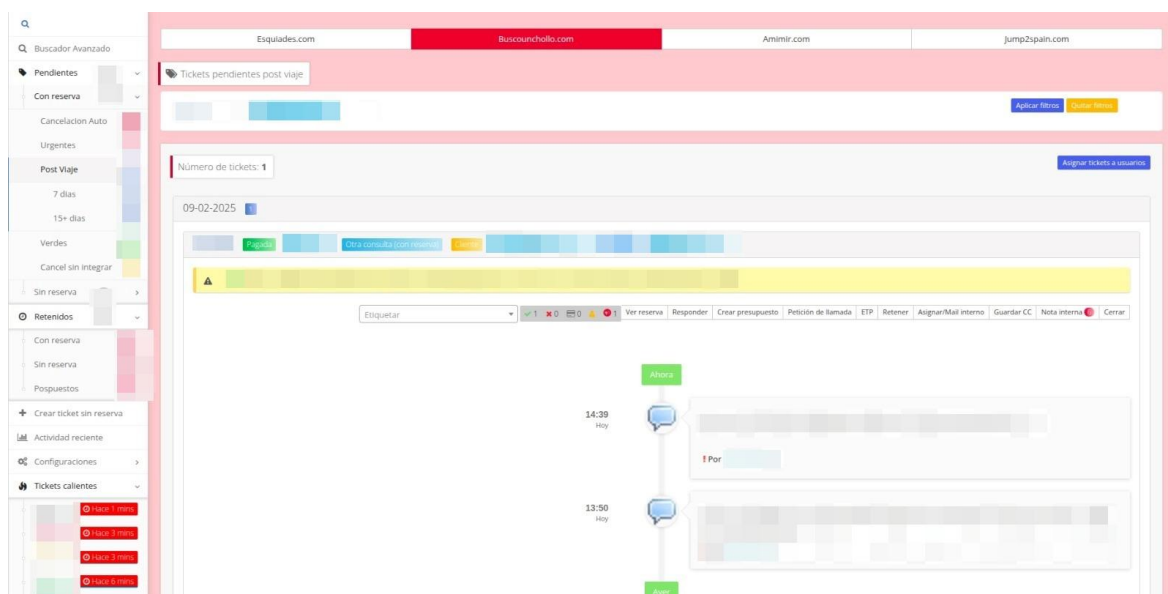 Buscador Avanzado
Pendientes
Con reserva
Cancelacion Auto
Urgentes
Post Viaje
7 dias
15+ dias
Verdes
Cancel sin integrar
Sin reserva
Retenidos
Con reserva
Sin reserva
Pospuestos
Crear ticket sin reserva
Actividad reciente
Configuraciones
Tickets calientes
Hace 1 mins
Hace 3 mins
Hace 3 mins
Hace 6 mins
Esquiades.com Buscounchollo.com Amimir.com Jump2spain.com
Tickets pendientes post viaje
Aplicar filtros Quitar filtros
Número de tickets: 1
Asignar tickets a usuarios
09-02-2025 1
Pagada Otra consulta (con reserva) Cliente
Etiquetar 1 0 0 1 Ver reserva Responder Crear presupuesto Petición de llamada ETP Retener Asignar/Mail interno Guardar CC Nota interna 0 Cerrar
Ahora
14:39
Hoy
! Por
13:50
Hoy
Ayer